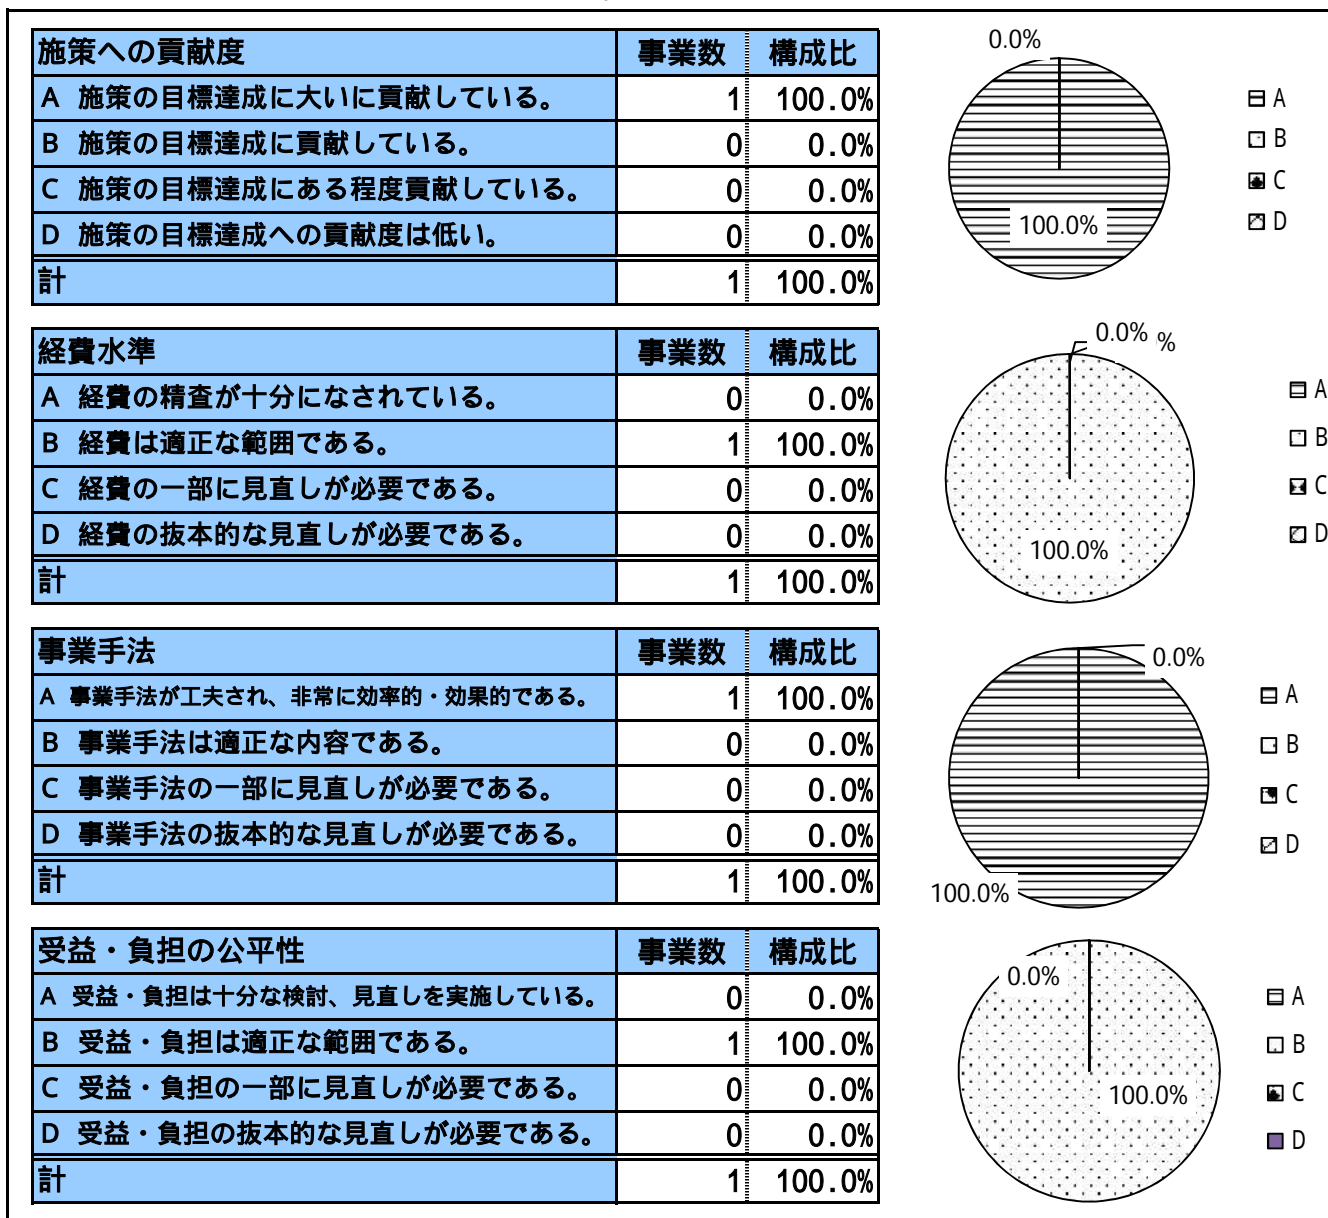 施策への貢献度 事業数 構成比
A 施策の目標達成に大いに貢献している。 1 100.0%
B 施策の目標達成に貢献している。 0 0.0%
C 施策の目標達成にある程度貢献している。 0 0.0%
D 施策の目標達成への貢献度は低い。 0 0.0%
計 1 100.0%
0.0%
100.0%
A
B
C
D
経費水準 事業数 構成比
A 経費の精査が十分になされている。 0 0.0%
B 経費は適正な範囲である。 1 100.0%
C 経費の一部に見直しが必要である。 0 0.0%
D 経費の抜本的な見直しが必要である。 0 0.0%
計 1 100.0%
0.0% %
100.0%
A
B
C
D
事業手法 事業数 構成比
A 事業手法が工夫され、非常に効率的・効果的である。 1 100.0%
B 事業手法は適正な内容である。 0 0.0%
C 事業手法の一部に見直しが必要である。 0 0.0%
D 事業手法の抜本的な見直しが必要である。 0 0.0%
計 1 100.0%
0.0%
100.0%
A
B
C
D
受益・負担の公平性 事業数 構成比
A 受益・負担は十分な検討、見直しを実施している。 0 0.0%
B 受益・負担は適正な範囲である。 1 100.0%
C 受益・負担の一部に見直しが必要である。 0 0.0%
D 受益・負担の抜本的な見直しが必要である。 0 0.0%
計 1 100.0%
0.0%
100.0%
A
B
C
D